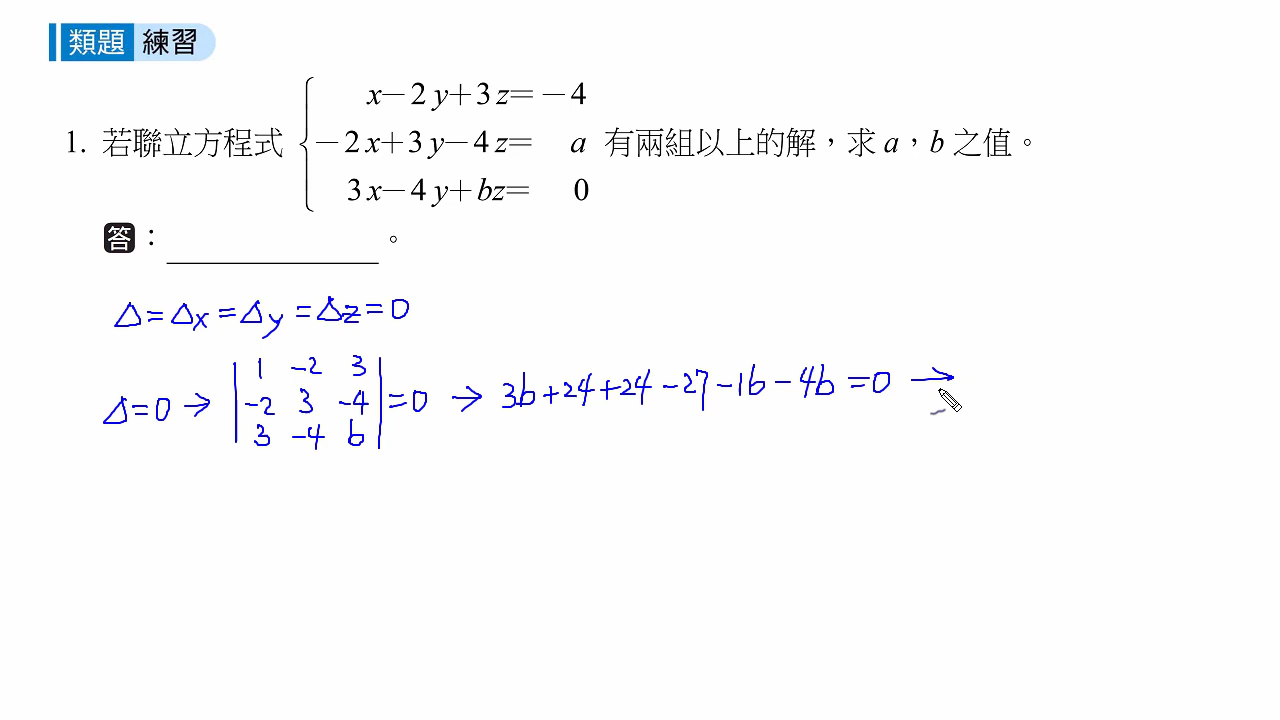 類題 練習
x-2y+3z=-4
1. 若聯立方程式 -2x+3y-4z= a 有兩組以上的解,求 a,b 之值。
3x-4y+bz= 0
答:。
Δ=Δx=Δy=Δz=0
Δ=0 → | 1 -2 3 | =0 → 3b+24+24-27-16-4b=0 →
| -2 3 -4 |
| 3 -4 b |